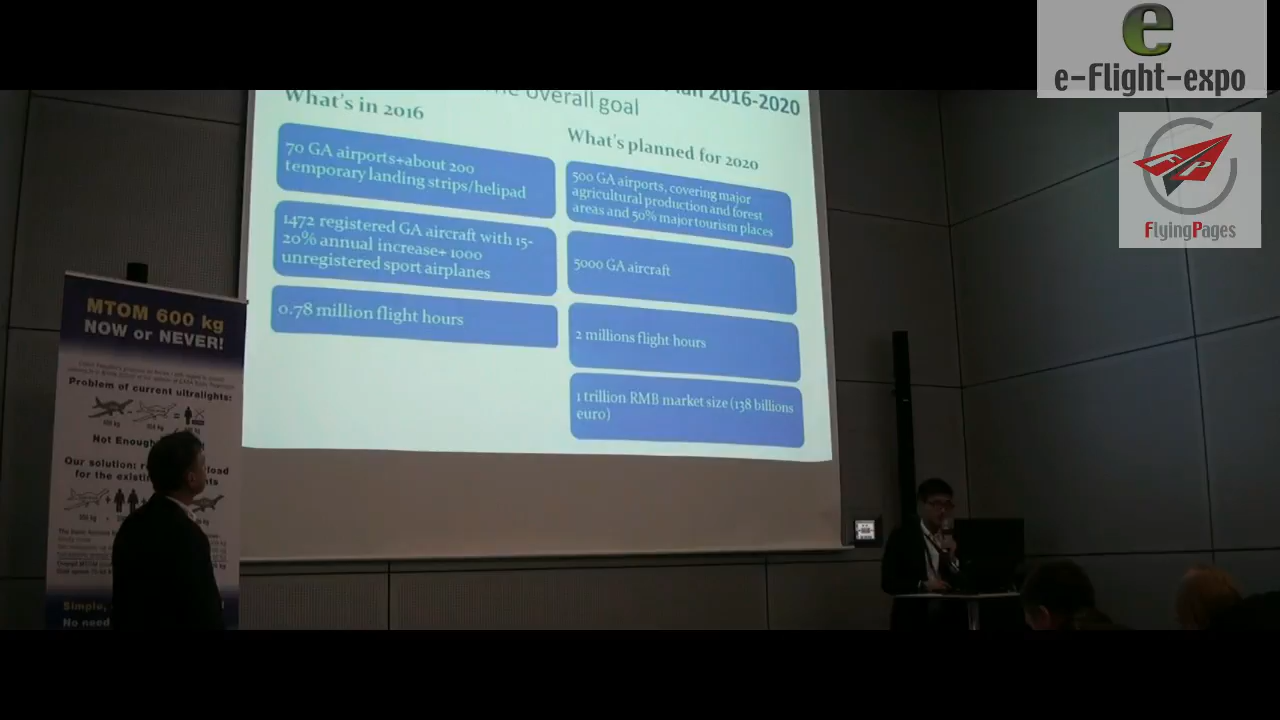 e
e-Flight-expo
FP
FlyingPages
2016-2020
overall goal
What's in 2016
70 GA airports+about 200
temporary landing strips/helipad
1472 registered GA aircraft with 15-
20% annual increase+ 1000
unregistered sport airplanes
0.78 million flight hours
What's planned for 2020
500 GA airports, covering major
agricultural production and forest
areas and 50% major tourism places
5000 GA aircraft
2 millions flight hours
1 trillion RMB market size (138 billions
euro)
MTOM 600 kg
NOW or NEVER!
Problem of current ultralights:
Not Enough
Our solution:
for the
Simple,
No need